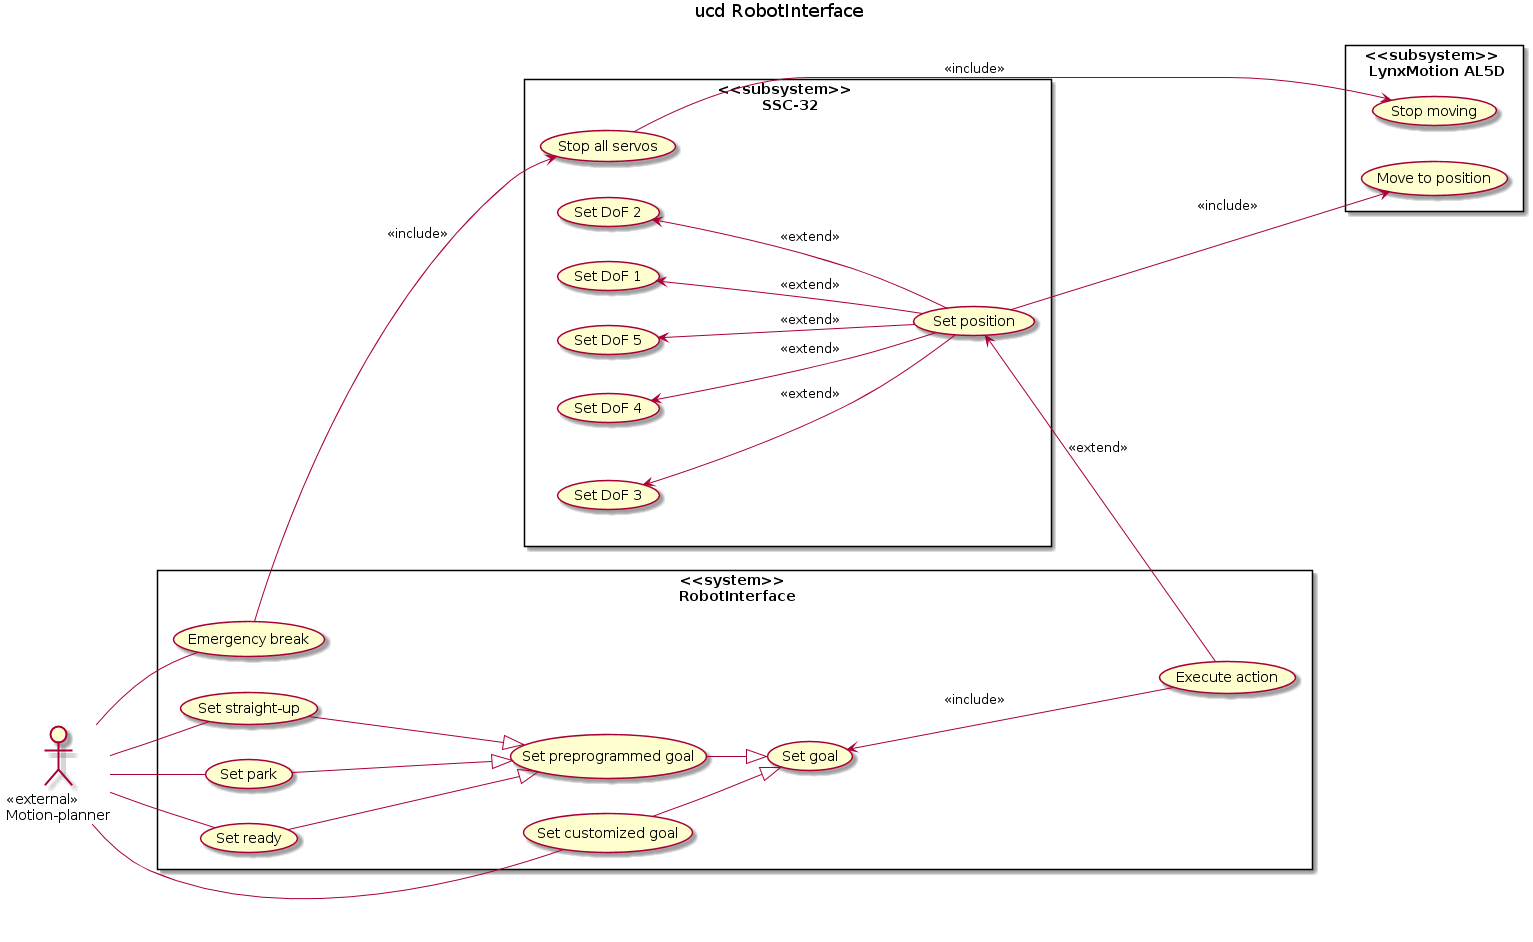 ucd RobotInterface
<<subsystem>>
LynxMotion AL5D
«include»
Stop moving
<<subsystem>>
SSC-32
Stop all servos
Move to position
«include»
Set DoF 2
«include»
«extend»
Set DoF 1
«extend»
Set position
«extend»
Set DoF 5
«extend»
Set DoF 4
«extend»
«extend»
Set DoF 3
<<system>>
RobotInterface
Emergency break
Execute action
Set straight-up
«include»
Set preprogrammed goal
Set goal
Set park
«external»
Motion-planner
Set customized goal
Set ready